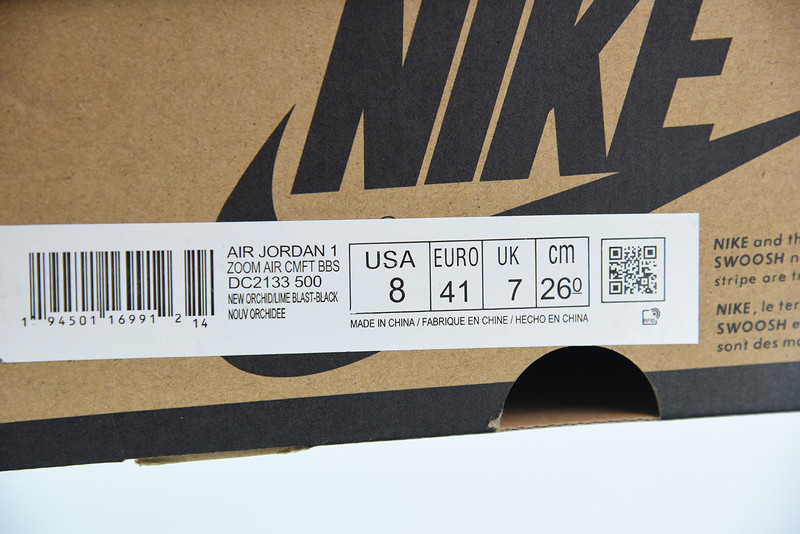 NIKE
AIR JORDAN 1
ZOOM AIR CMFT BBS
DC2133 500
NEW ORCHID/LIME BLAST-BLACK
NOUV ORCHIDEE
1 94501 16991 2 14
USA EURO UK cm
8 41 7 26.0
MADE IN CHINA / FABRIQUE EN CHINE / HECHO EN CHINA
NIKE and th
SWOOSH n
stripe are t
NIKE, le ter
SWOOSH e
sont des ma